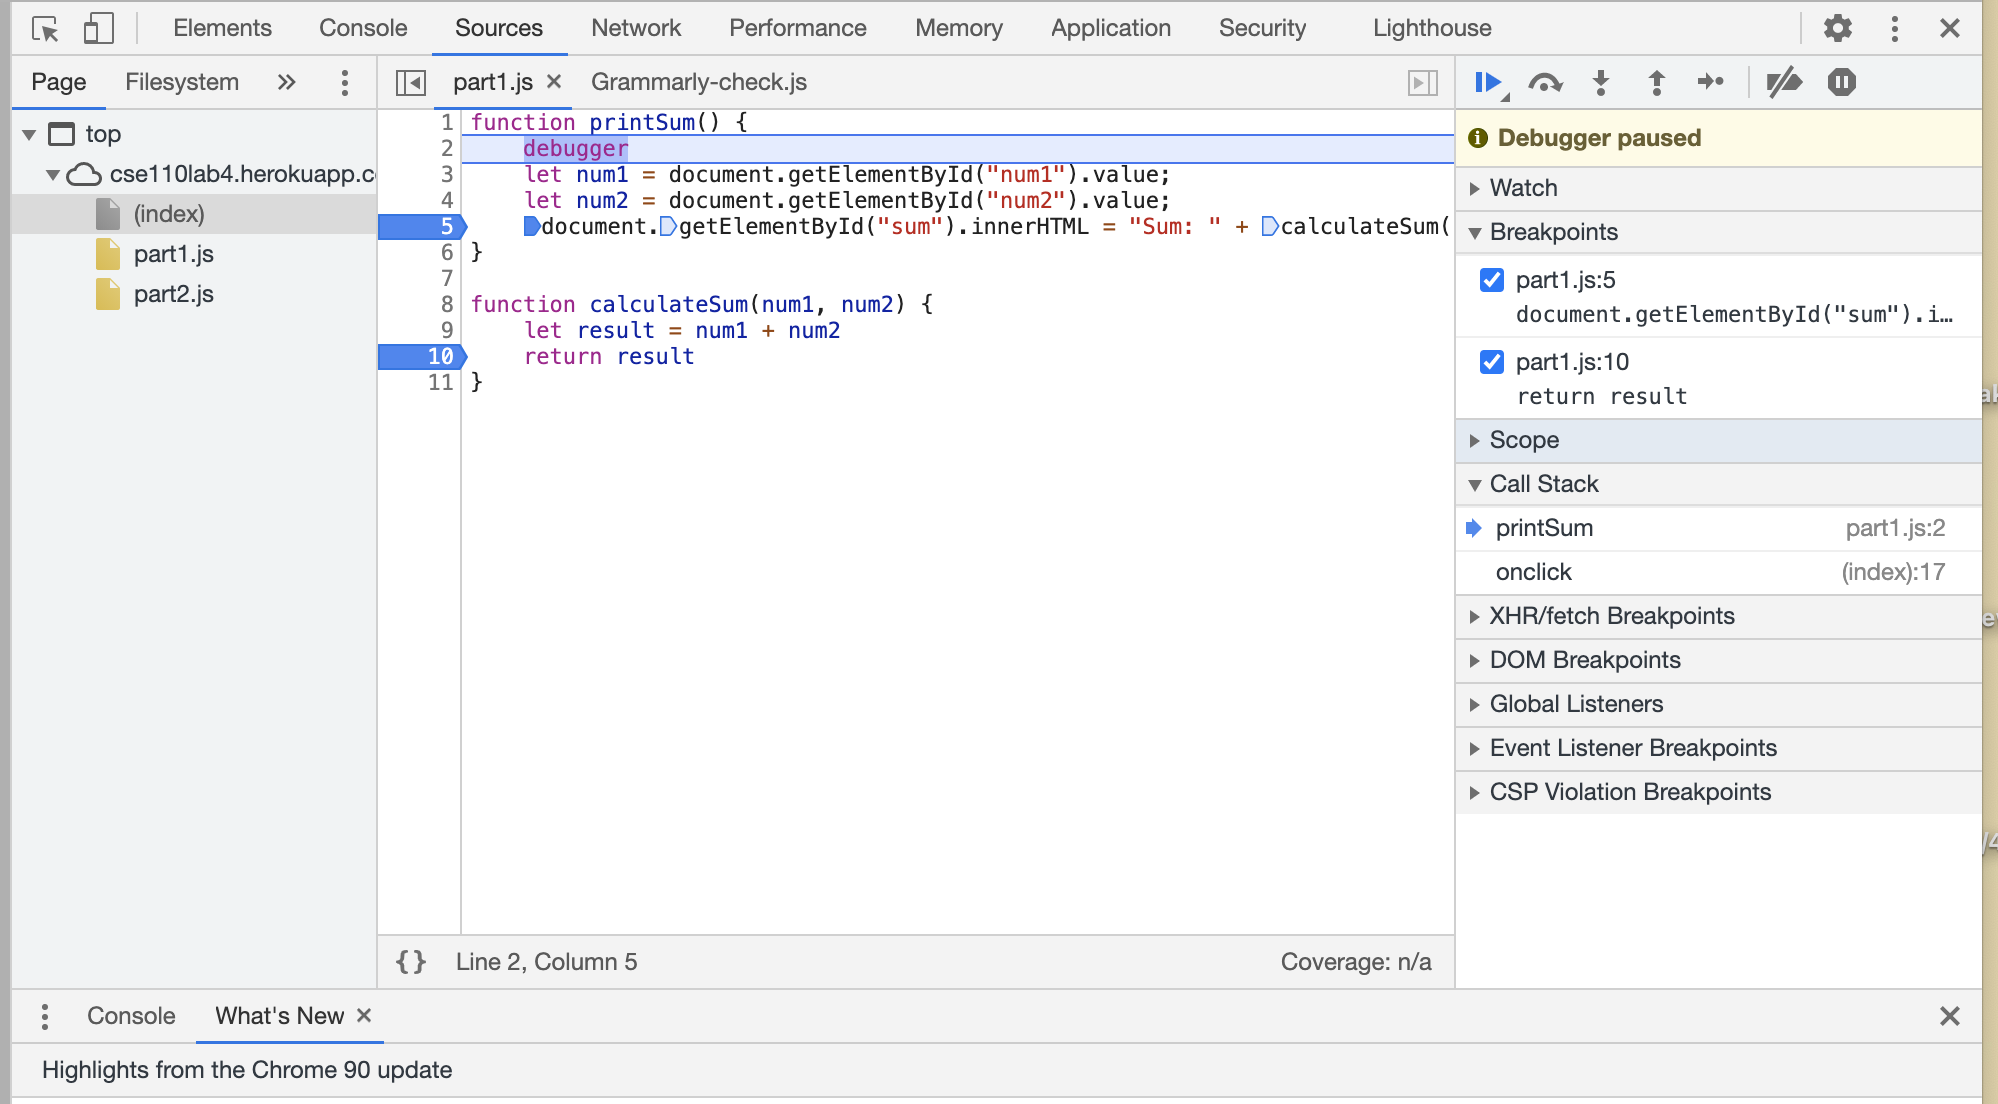 Elements Console Sources Network Performance Memory Application Security Lighthouse
Page Filesystem
top
cse110lab4.herokuapp.c
(index)
part1.js
part2.js
part1.js Grammarly-check.js
1 function printSum() {
2 debugger
3 let num1 = document.getElementById("num1").value;
4 let num2 = document.getElementById("num2").value;
5 document.getElementById("sum").innerHTML = "Sum: " + calculateSum(
6 }
7
8 function calculateSum(num1, num2) {
9 let result = num1 + num2
10 return result
11 }
{} Line 2, Column 5 Coverage: n/a
Debugger paused
Watch
Breakpoints
part1.js:5
document.getElementById("sum").i…
part1.js:10
return result
Scope
Call Stack
printSum part1.js:2
onclick (index):17
XHR/fetch Breakpoints
DOM Breakpoints
Global Listeners
Event Listener Breakpoints
CSP Violation Breakpoints
Console What's New
Highlights from the Chrome 90 update